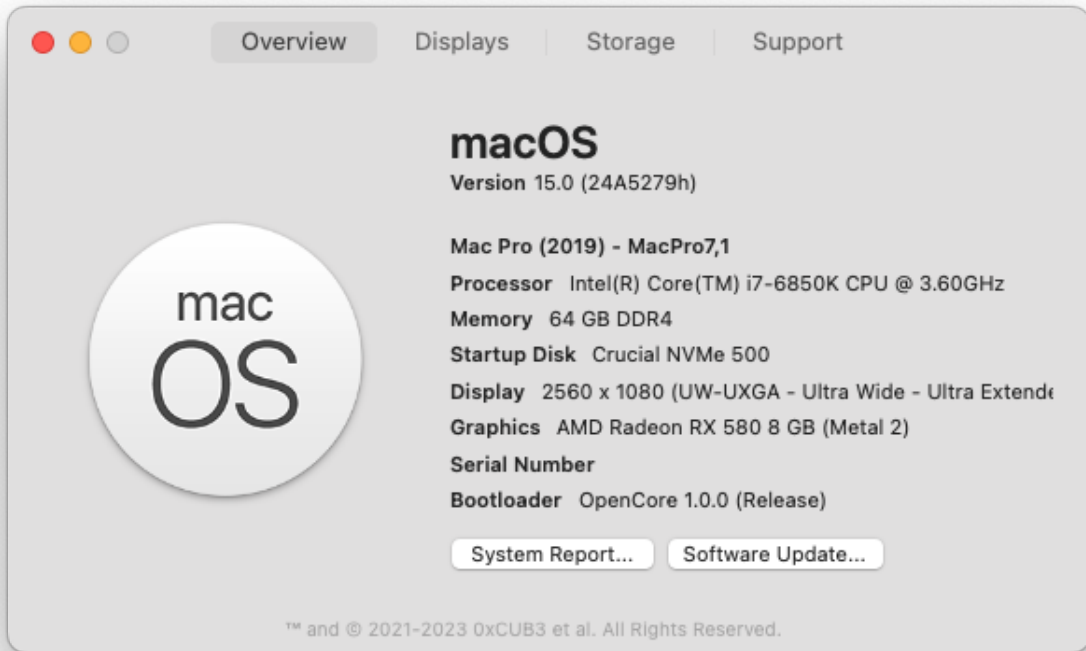 Overview Displays Storage Support
macOS
Version 15.0 (24A5279h)
Mac Pro (2019) - MacPro7,1
Processor Intel(R) Core(TM) i7-6850K CPU @ 3.60GHz
mac
OS
Memory 64 GB DDR4
Startup Disk Crucial NVMe 500
Display 2560 x 1080 (UW-UXGA - Ultra Wide - Ultra Extende
Graphics AMD Radeon RX 580 8 GB (Metal 2)
Serial Number
Bootloader OpenCore 1.0.0 (Release)
System Report... Software Update...
™ and © 2021-2023 0xCUB3 et al. All Rights Reserved.